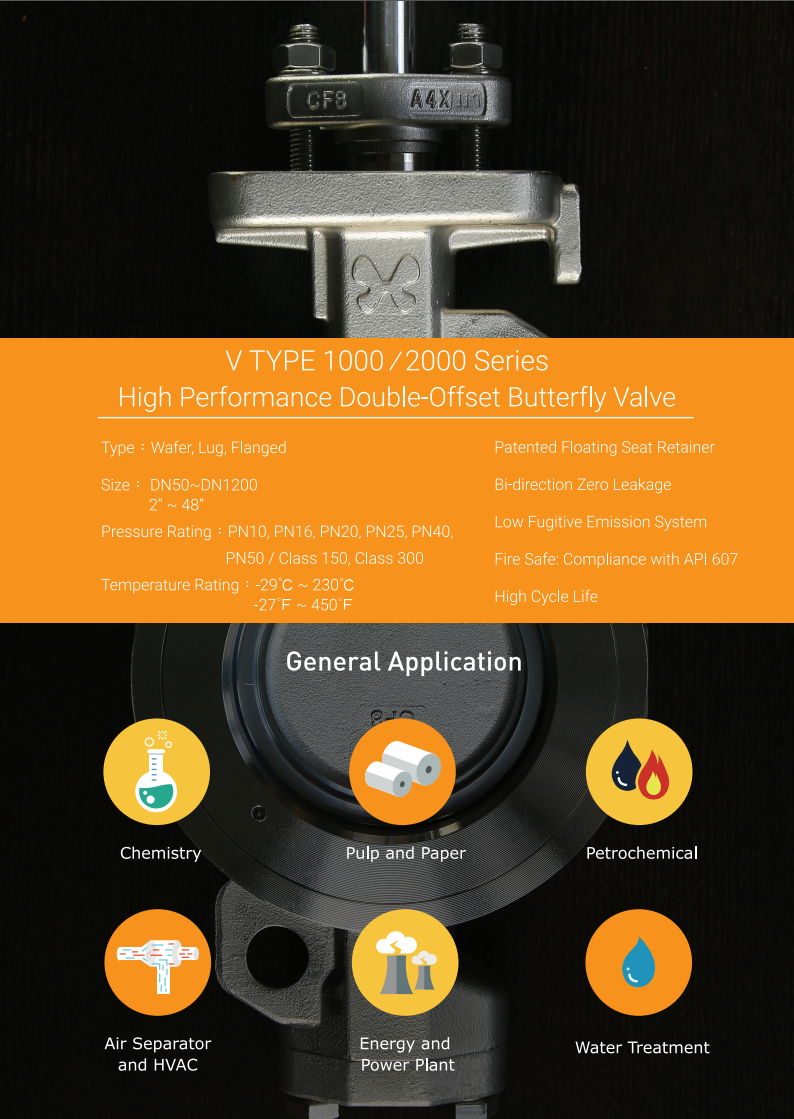 CF8 A4X 117
V TYPE 1000/2000 Series
High Performance Double-Offset Butterfly Valve
Type：Wafer, Lug, Flanged
Size： DN50~DN1200
2” ~ 48”
Pressure Rating：PN10, PN16, PN20, PN25, PN40,
PN50 / Class 150, Class 300
Temperature Rating：-29℃ ~ 230℃
-27℉ ~ 450℉
Patented Floating Seat Retainer
Bi-direction Zero Leakage
Low Fugitive Emission System
Fire Safe: Compliance with API 607
High Cycle Life
General Application
Chemistry
Pulp and Paper
Petrochemical
Air Separator
and HVAC
Energy and
Power Plant
Water Treatment